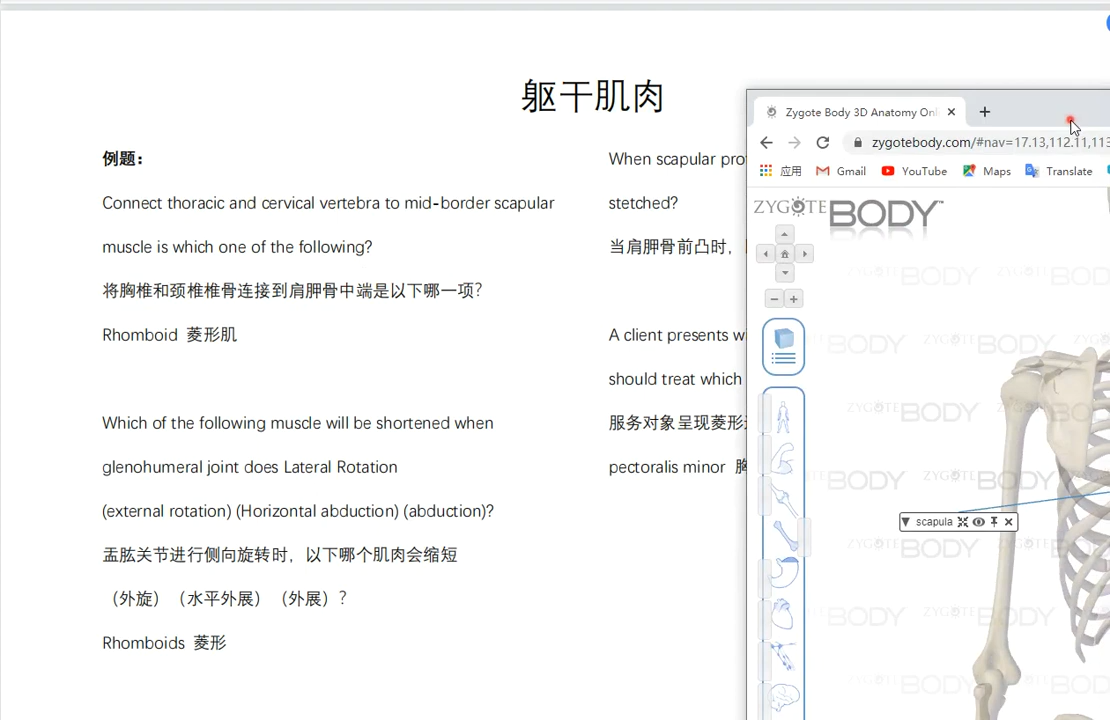 躯干肌肉
例题：
Connect thoracic and cervical vertebra to mid-border scapular
muscle is which one of the following?
将胸椎和颈椎椎骨连接到肩胛骨中端是以下哪一项？
Rhomboid 菱形肌
Which of the following muscle will be shortened when
glenohumeral joint does Lateral Rotation
(external rotation) (Horizontal abduction) (abduction)?
盂肱关节进行侧向旋转时，以下哪个肌肉会缩短
（外旋）（水平外展）（外展）？
Rhomboids 菱形
When scapular pro
stetched?
当肩胛骨前凸时，
A client presents wi
should treat which
服务对象呈现菱形
pectoralis minor 胸
Zygote Body 3D Anatomy Onl
zygotebody.com/#nav=17.13,112.11,113
应用 Gmail YouTube Maps Translate
ZYGOTE BODY™
scapula